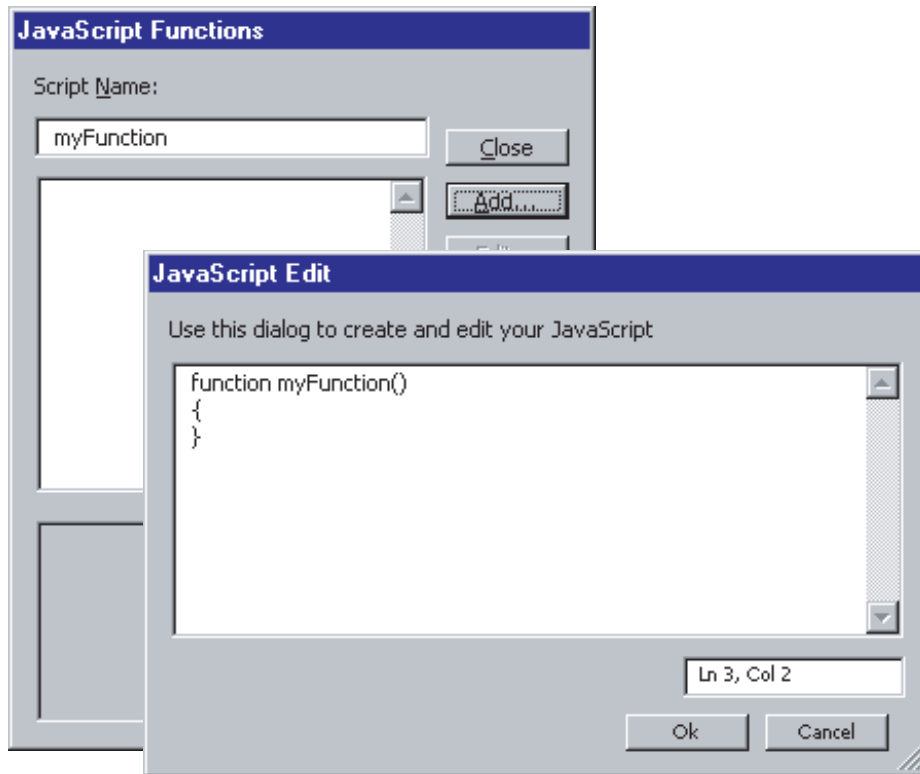 JavaScript Functions
Script Name:
myFunction
Close
Add...
JavaScript Edit
Use this dialog to create and edit your JavaScript
function myFunction()
{
}
Ln 3, Col 2
Ok
Cancel